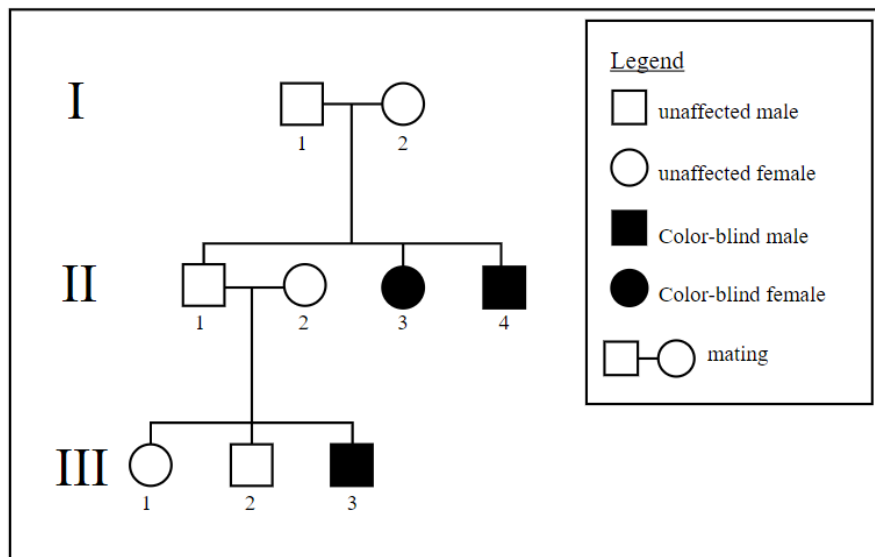 Legend
I
unaffected male
1 2
unaffected female
Color-blind male
II
Color-blind female
1 2 3 4
mating
III
1 2 3